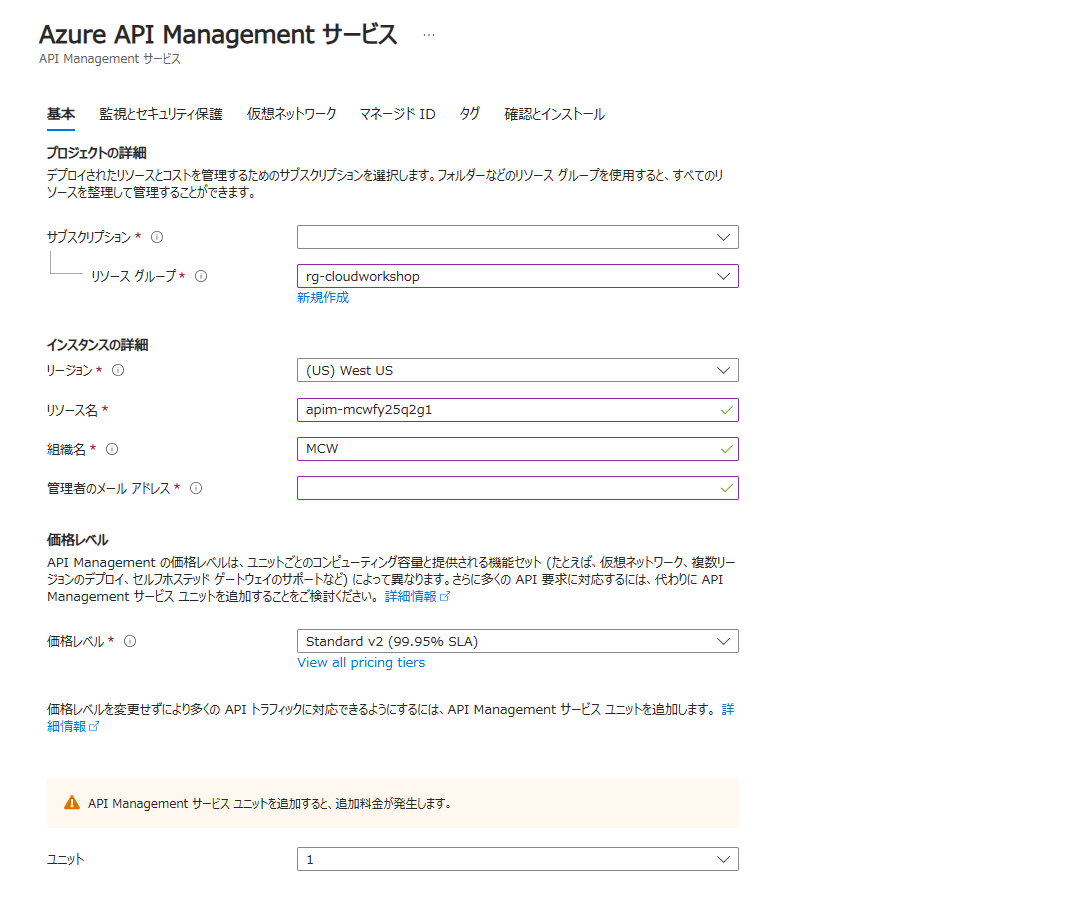 Azure API Management サービス ...
API Management サービス
基本 監視とセキュリティ保護 仮想ネットワーク マネージド ID タグ 確認とインストール
プロジェクトの詳細
デプロイされたリソースとコストを管理するためのサブスクリプションを選択します。フォルダーなどのリソース グループを使用すると、すべてのリ
ソースを整理して管理することができます。
サブスクリプション *
リソース グループ * rg-cloudworkshop
新規作成
インスタンスの詳細
リージョン * (US) West US
リソース名 * apim-mcwfy25q2g1
組織名 * MCW
管理者のメール アドレス *
価格レベル
API Management の価格レベルは、ユニットごとのコンピューティング容量と提供される機能セット (たとえば、仮想ネットワーク、複数リー
ジョンのデプロイ、セルフホステッド ゲートウェイのサポートなど) によって異なります。さらに多くの API 要求に対応するには、代わりに API
Management サービス ユニットを追加することをご検討ください。 詳細情報
価格レベル * Standard v2 (99.95% SLA)
View all pricing tiers
価格レベルを変更せずにより多くの API トラフィックに対応できるようにするには、API Management サービス ユニットを追加します。 詳
細情報
API Management サービス ユニットを追加すると、追加料金が発生します。
ユニット 1